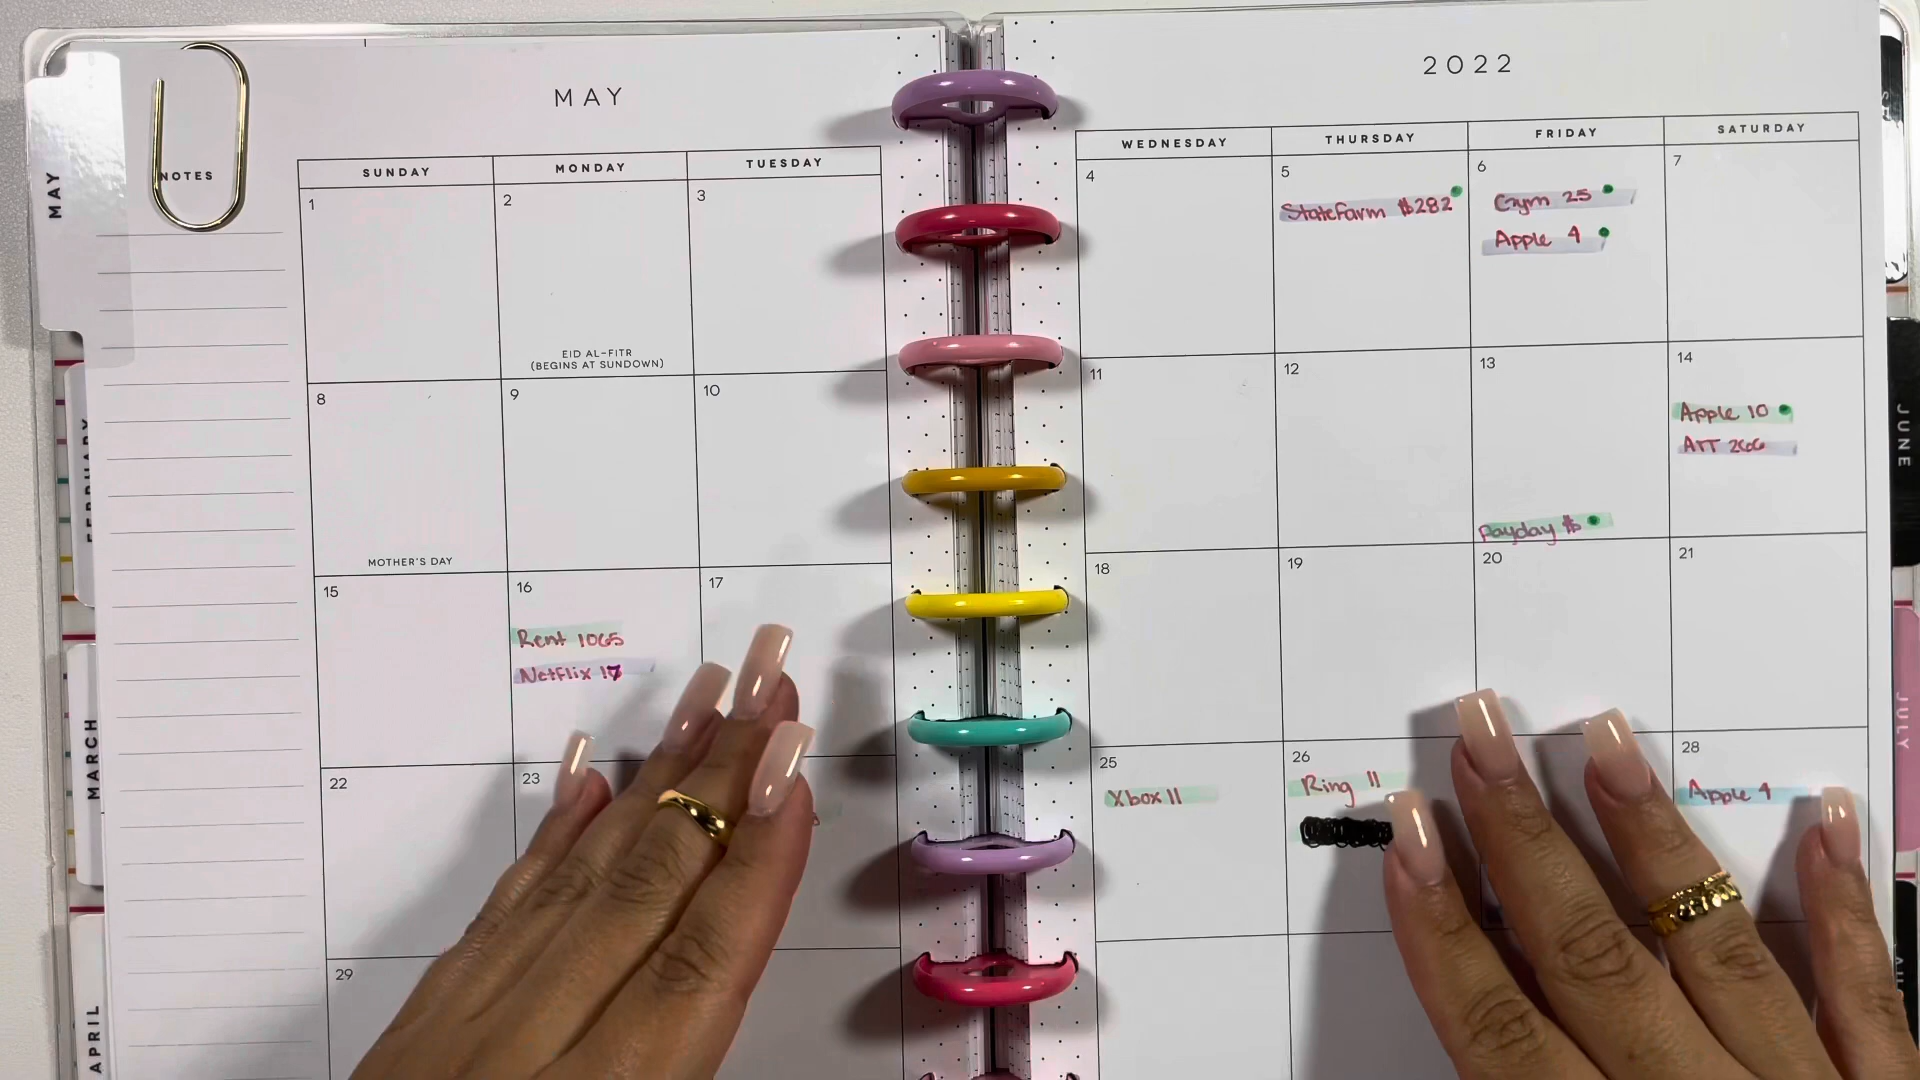 MAY
2022
NOTES
SUNDAY
MONDAY
TUESDAY
WEDNESDAY
THURSDAY
FRIDAY
SATURDAY
1
2
EID AL-FITR
(BEGINS AT SUNDOWN)
3
4
5
StateFarm $282
6
Gym 25
Apple 4
7
8
MOTHER'S DAY
9
10
11
12
13
Payday $
14
Apple 10
ATT 266
15
16
Rent 1065
Netflix 17
17
18
19
20
21
22
23
25
Xbox 11
26
Ring 11
28
Apple 9
29
MAY
FEBRUARY
MARCH
APRIL
JUNE
JULY